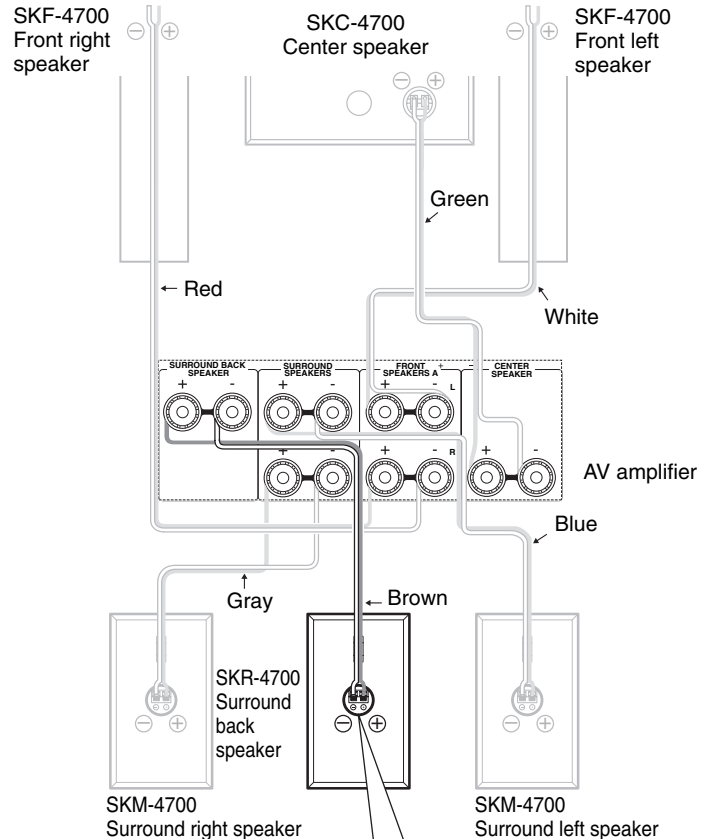 SKF-4700
Front right
speaker
SKC-4700
Center speaker
SKF-4700
Front left
speaker
⊖ ⊕
⊖ ⊕
⊖ ⊕
Green
Red
White
SURROUND BACK
SPEAKER
SURROUND
SPEAKERS
FRONT
SPEAKERS A
CENTER
SPEAKER
+ -
+ -
+ -
+ -
L
+ -
+ -
R
+ -
AV amplifier
Blue
Gray
Brown
SKR-4700
Surround
back
speaker
⊖ ⊕
⊖ ⊕
⊖ ⊕
SKM-4700
Surround right speaker
SKM-4700
Surround left speaker